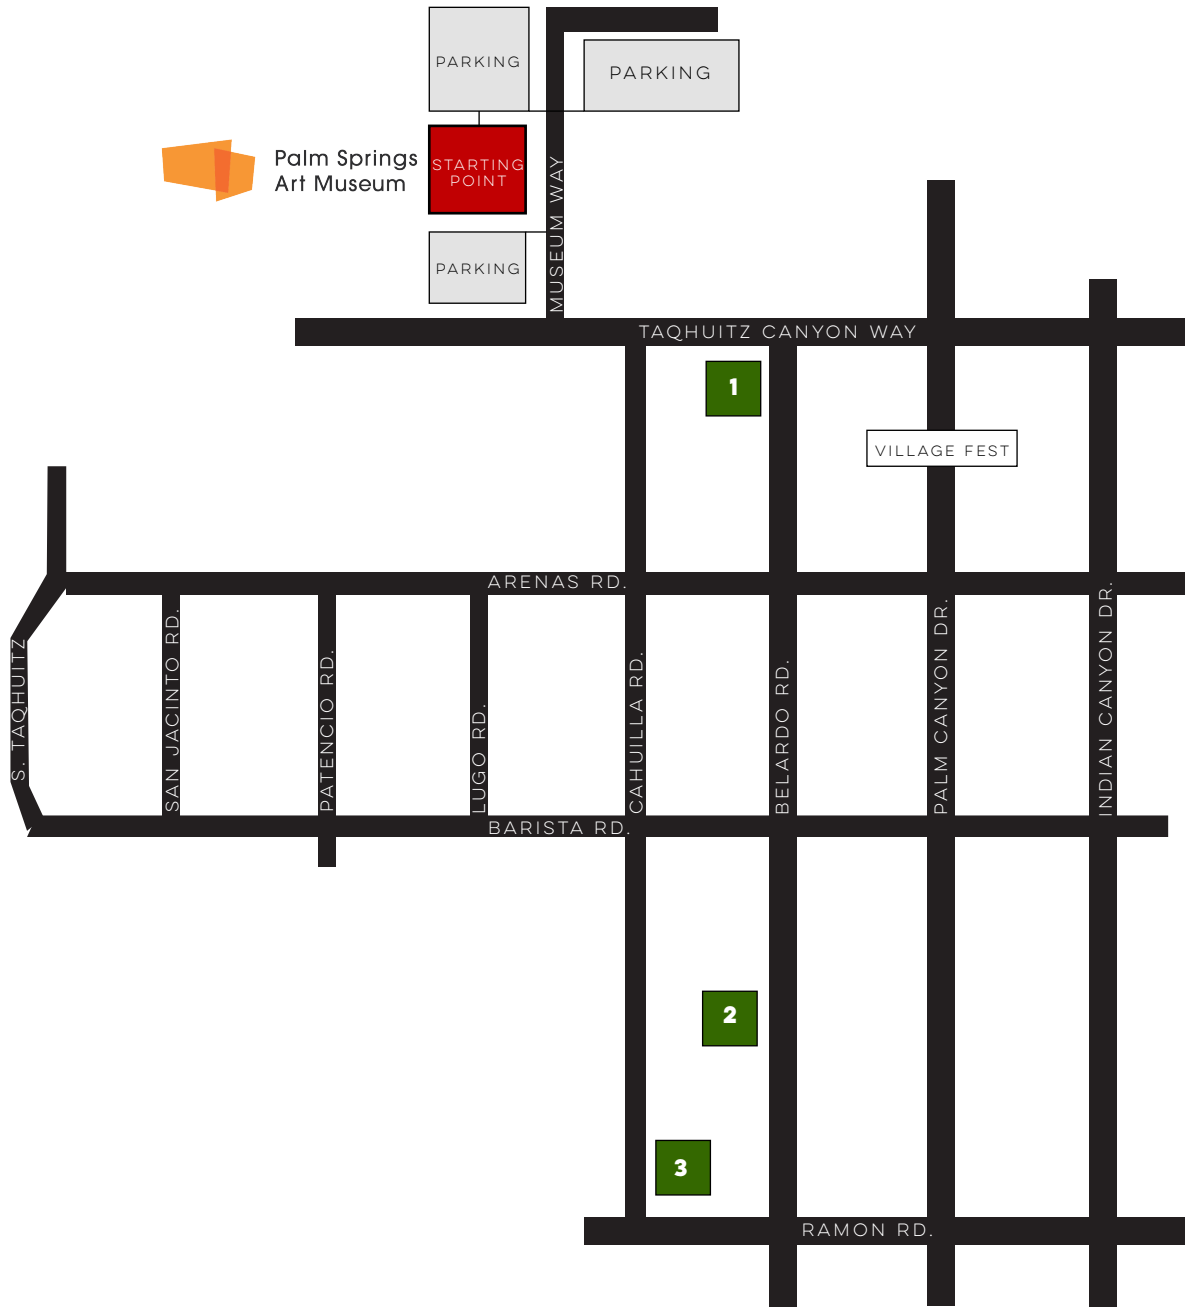 PARKING
PARKING
Palm Springs
Art Museum
STARTING
POINT
MUSEUM WAY
PARKING
TAQHUITZ CANYON WAY
1
VILLAGE FEST
ARENAS RD.
S. TAQHUITZ
SAN JACINTO RD.
PATENCIO RD.
LUGO RD.
CAHUILLA RD.
BELARDO RD.
PALM CANYON DR.
INDIAN CANYON DR.
BARISTA RD.
2
3
RAMON RD.